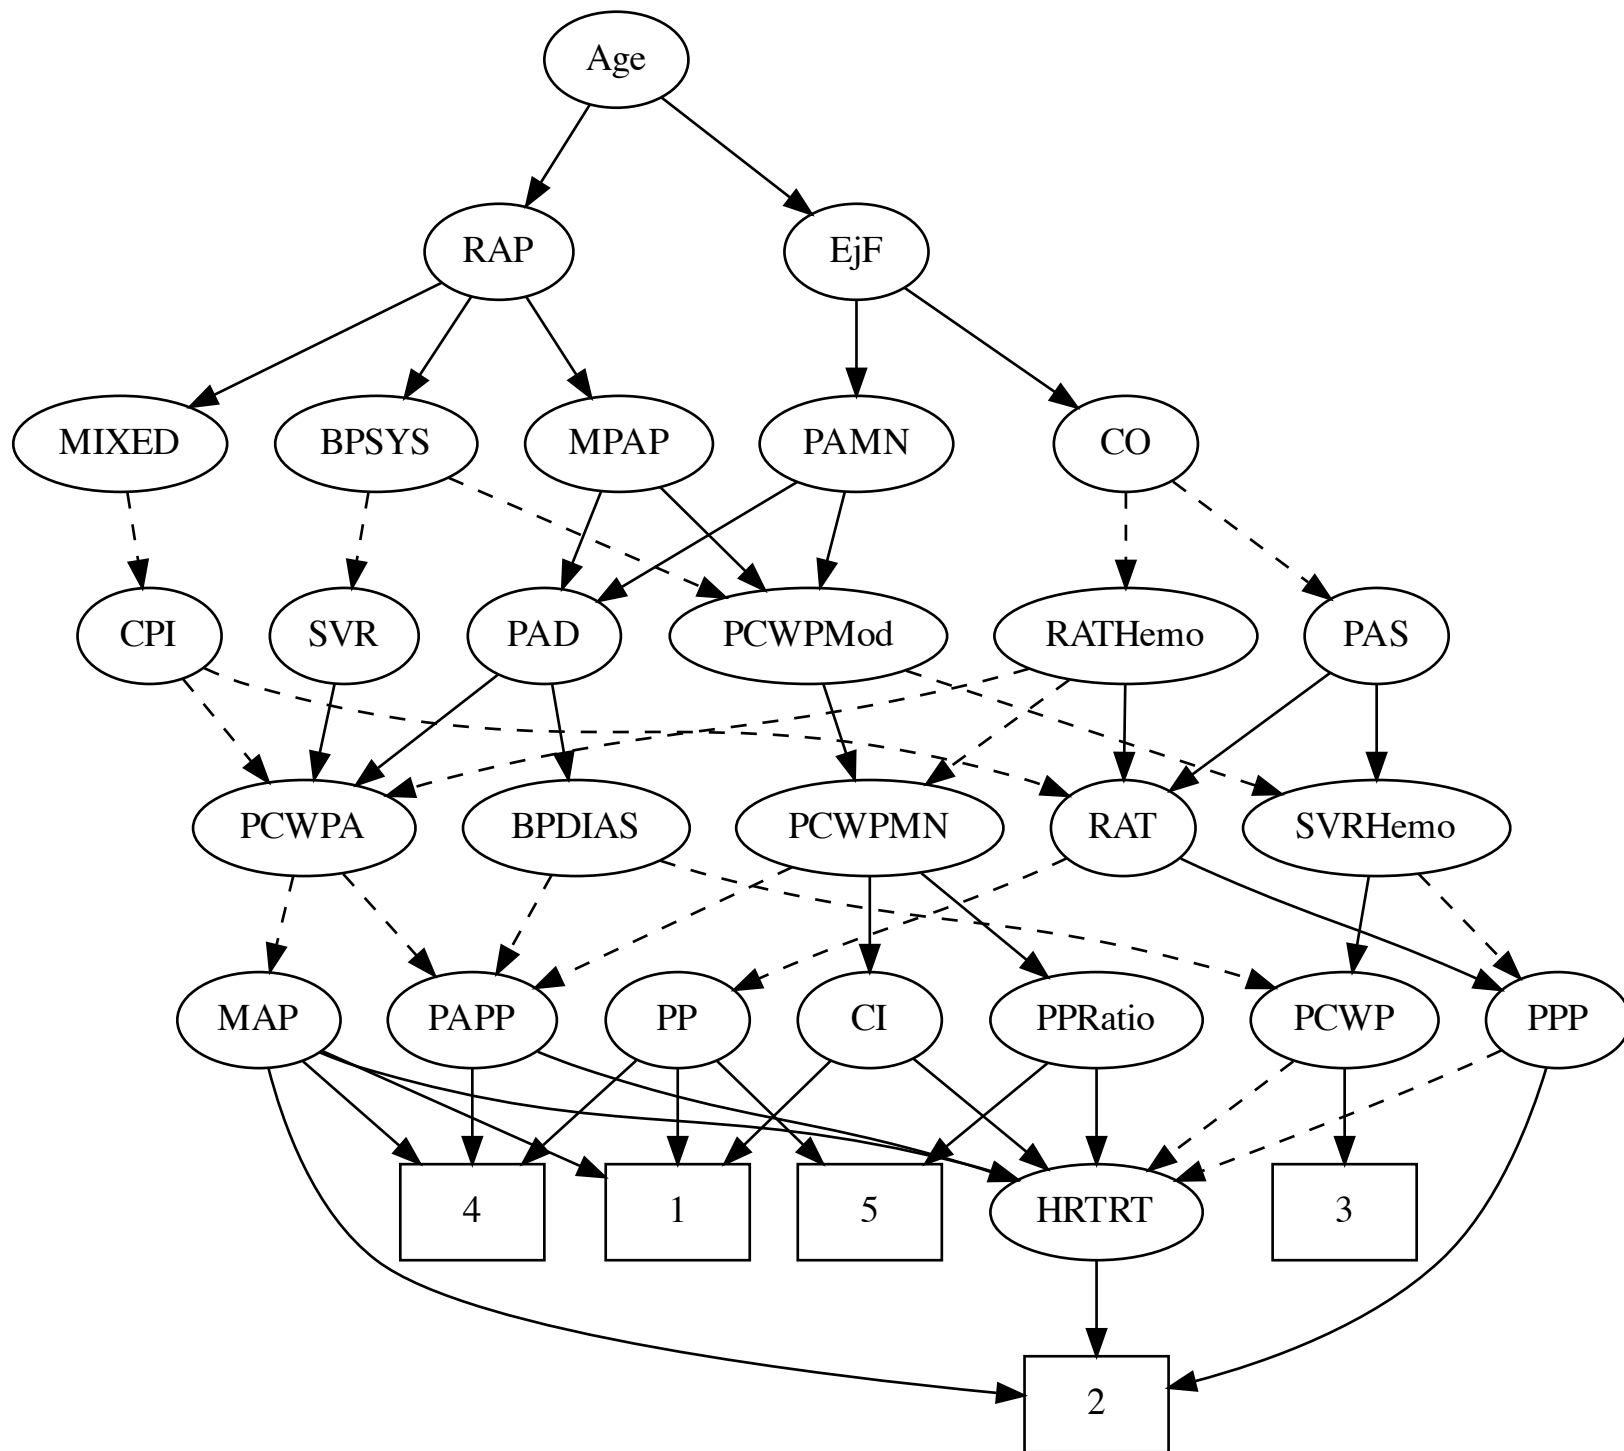 Age
RAP
EjF
MIXED
BPSYS
MPAP
PAMN
CO
CPI
SVR
PAD
PCWPMod
RATHemo
PAS
PCWPA
BPDIAS
PCWPMN
RAT
SVRHemo
MAP
PAPP
PP
CI
PPRatio
PCWP
PPP
4
1
5
HRTRT
3
2